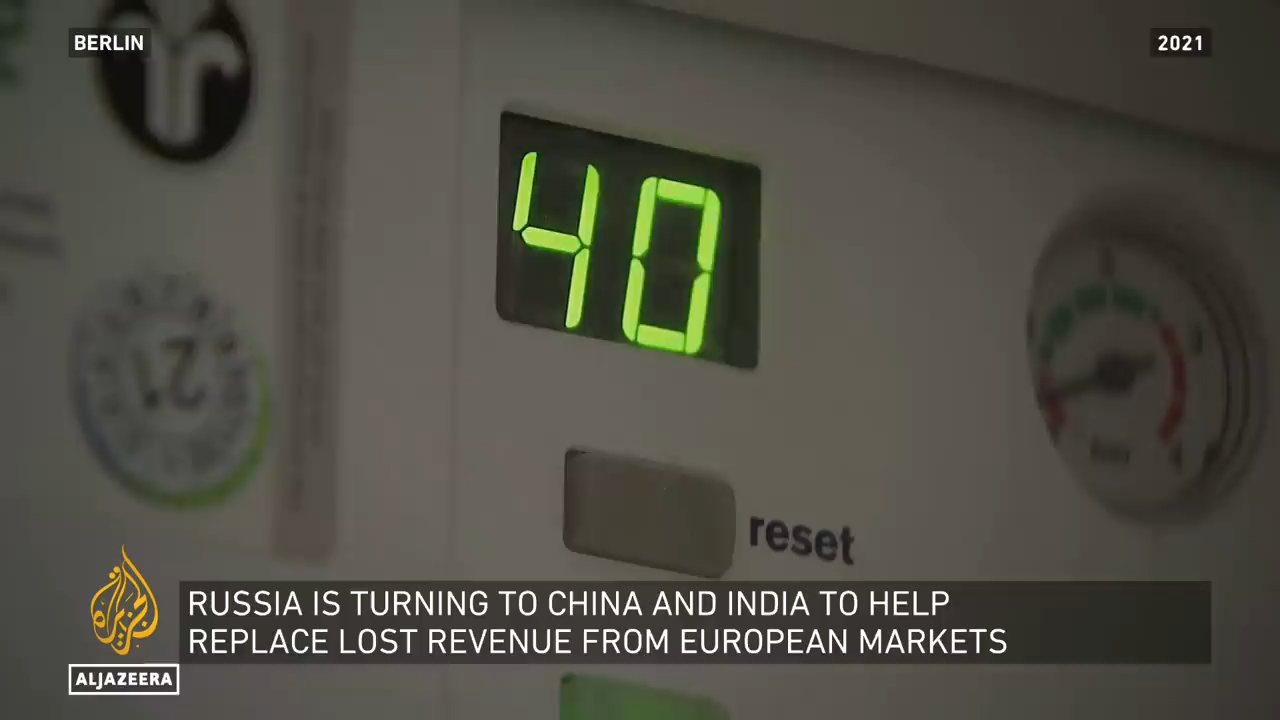 BERLIN
2021
40
21
reset
RUSSIA IS TURNING TO CHINA AND INDIA TO HELP
REPLACE LOST REVENUE FROM EUROPEAN MARKETS
ALJAZEERA